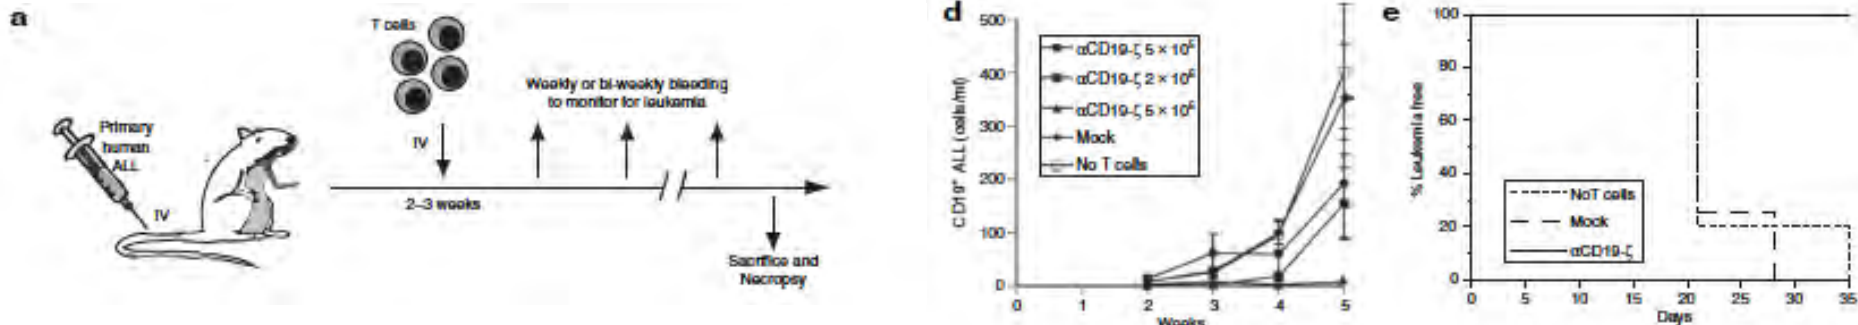 a
T cells
Primary
human
ALL
IV
IV
Weekly or bi-weekly bleeding
to monitor for leukemia
2–3 weeks
Sacrifice and
Necropsy
d
CD19⁺ ALL (cells/ml)
500
400
300
200
100
0
αCD19-ζ 5 × 10
αCD19-ζ 2 × 10
αCD19-ζ 5 × 10
Mock
No T cells
0 1 2 3 4 5
Weeks
e
% Leukemia free
100
80
60
40
20
0
NoT cells
Mock
αCD19-ζ
0 5 10 15 20 25 30 35
Days